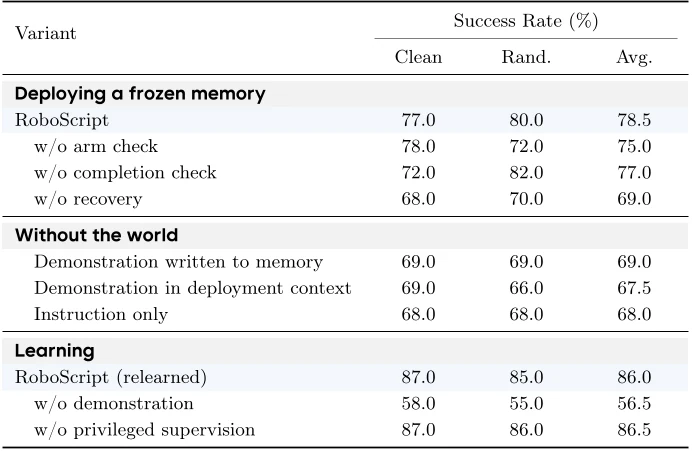 Variant Success Rate (%)
Clean Rand. Avg.
Deploying a frozen memory
RoboScript 77.0 80.0 78.5
w/o arm check 78.0 72.0 75.0
w/o completion check 72.0 82.0 77.0
w/o recovery 68.0 70.0 69.0
Without the world
Demonstration written to memory 69.0 69.0 69.0
Demonstration in deployment context 69.0 66.0 67.5
Instruction only 68.0 68.0 68.0
Learning
RoboScript (relearned) 87.0 85.0 86.0
w/o demonstration 58.0 55.0 56.5
w/o privileged supervision 87.0 86.0 86.5